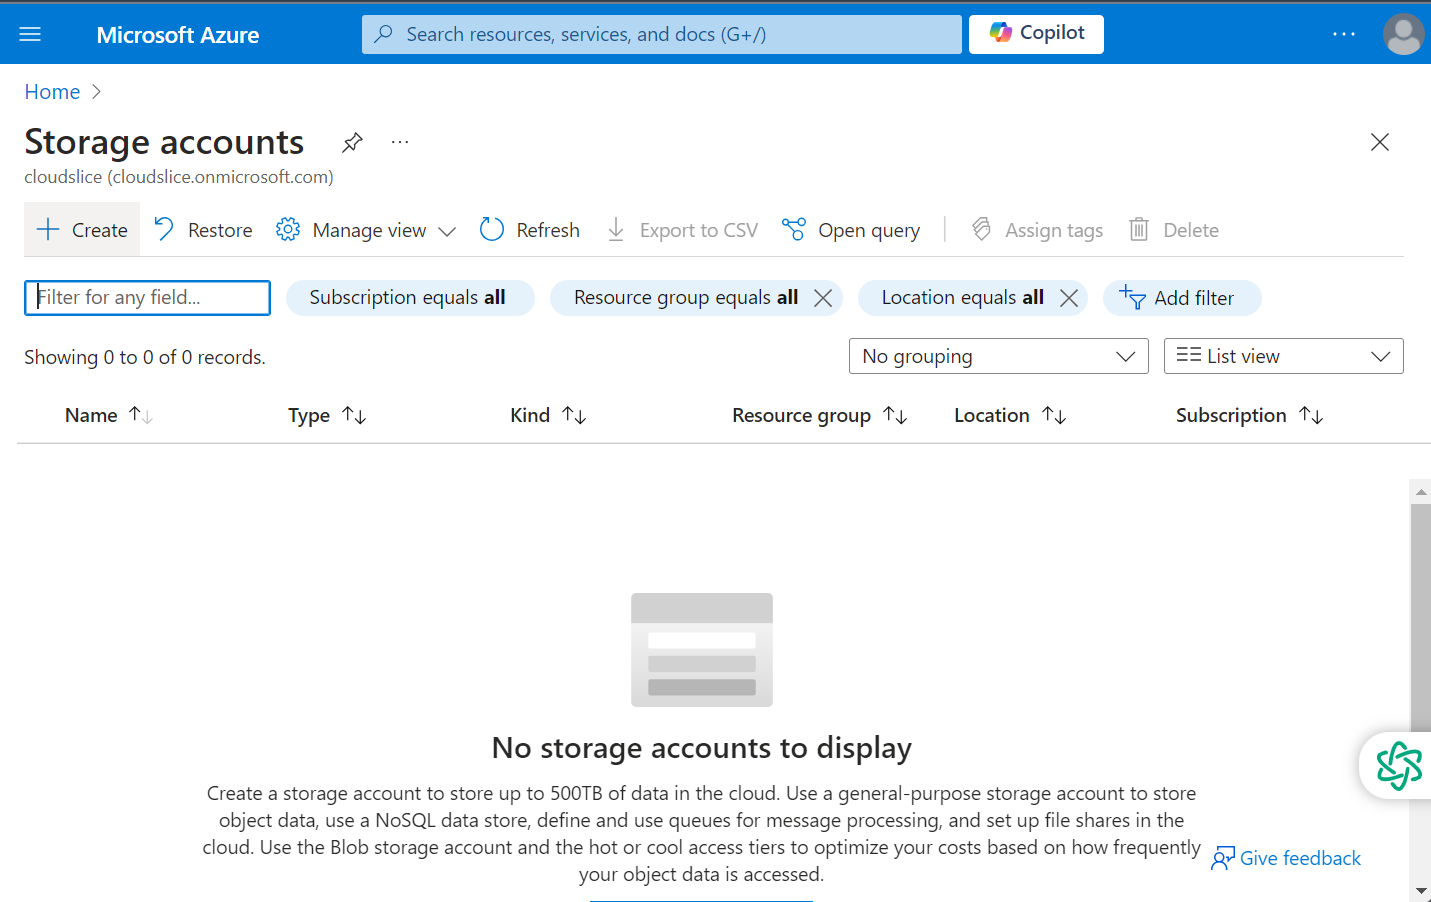 Microsoft Azure
Search resources, services, and docs (G+/)
Copilot
Home
Storage accounts
cloudslice (cloudslice.onmicrosoft.com)
Create Restore Manage view Refresh Export to CSV Open query Assign tags Delete
Filter for any field... Subscription equals all Resource group equals all Location equals all Add filter
Showing 0 to 0 of 0 records. No grouping List view
Name Type Kind Resource group Location Subscription
No storage accounts to display
Create a storage account to store up to 500TB of data in the cloud. Use a general-purpose storage account to store
object data, use a NoSQL data store, define and use queues for message processing, and set up file shares in the
cloud. Use the Blob storage account and the hot or cool access tiers to optimize your costs based on how frequently
your object data is accessed.
Give feedback